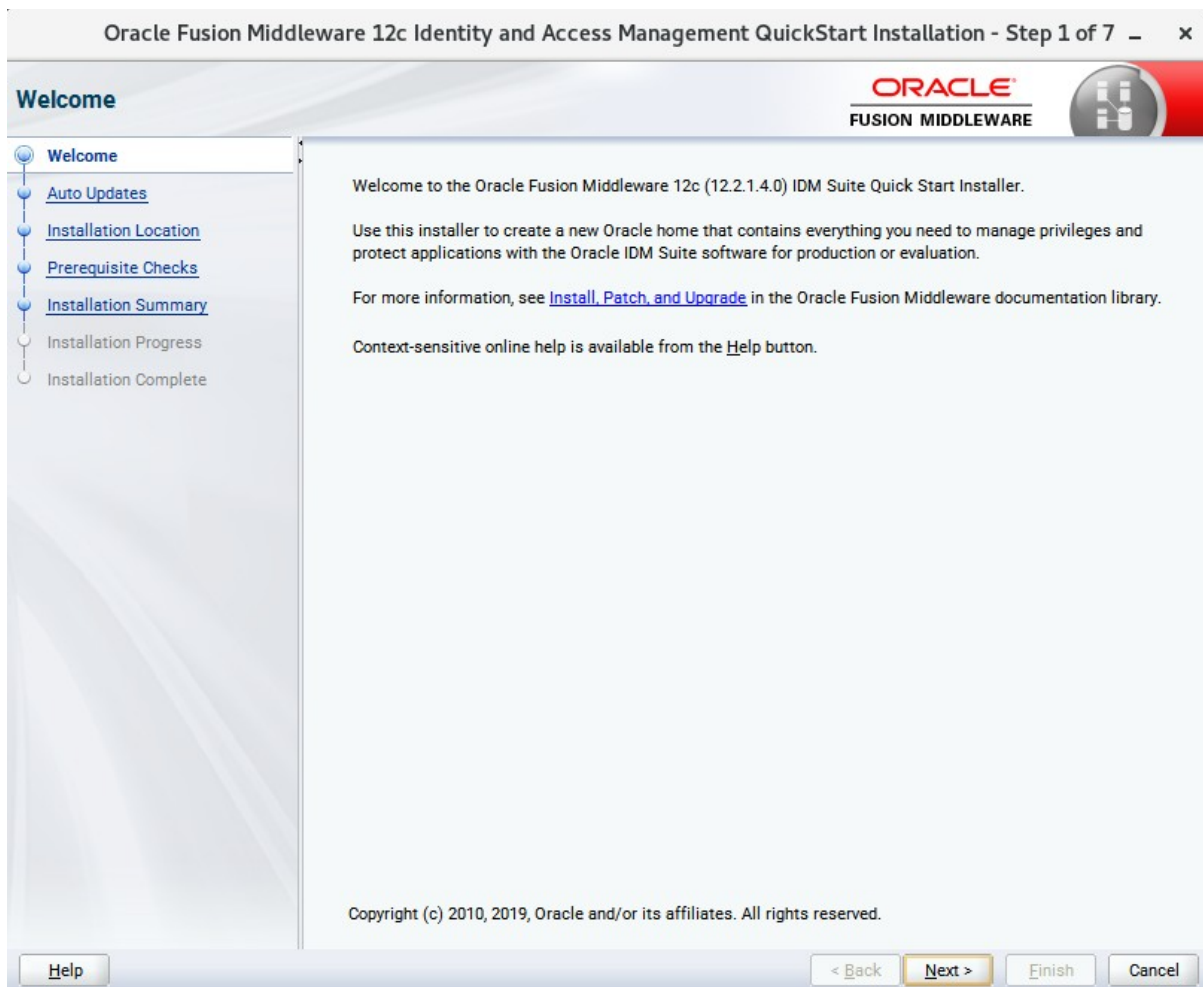 Oracle Fusion Middleware 12c Identity and Access Management QuickStart Installation - Step 1 of 7
Welcome
ORACLE
FUSION MIDDLEWARE
Welcome
Auto Updates
Installation Location
Prerequisite Checks
Installation Summary
Installation Progress
Installation Complete
Welcome to the Oracle Fusion Middleware 12c (12.2.1.4.0) IDM Suite Quick Start Installer.
Use this installer to create a new Oracle home that contains everything you need to manage privileges and
protect applications with the Oracle IDM Suite software for production or evaluation.
For more information, see Install, Patch, and Upgrade in the Oracle Fusion Middleware documentation library.
Context-sensitive online help is available from the Help button.
Copyright (c) 2010, 2019, Oracle and/or its affiliates. All rights reserved.
Help
< Back
Next >
Finish
Cancel